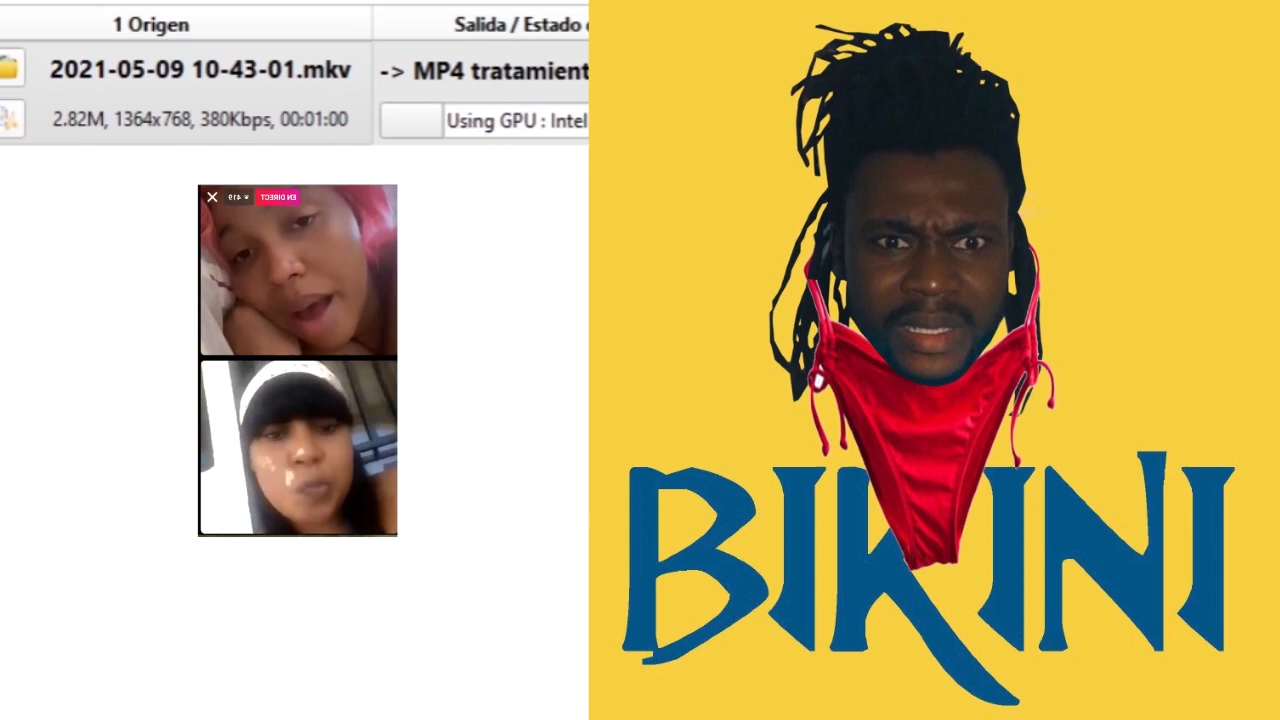 1 Origen
Salida / Estado
2021-05-09 10-43-01.mkv
-> MP4 tratamient
2.82M, 1364x768, 380Kbps, 00:01:00
Using GPU : Intel
419
EN DIRECT
BIKINI